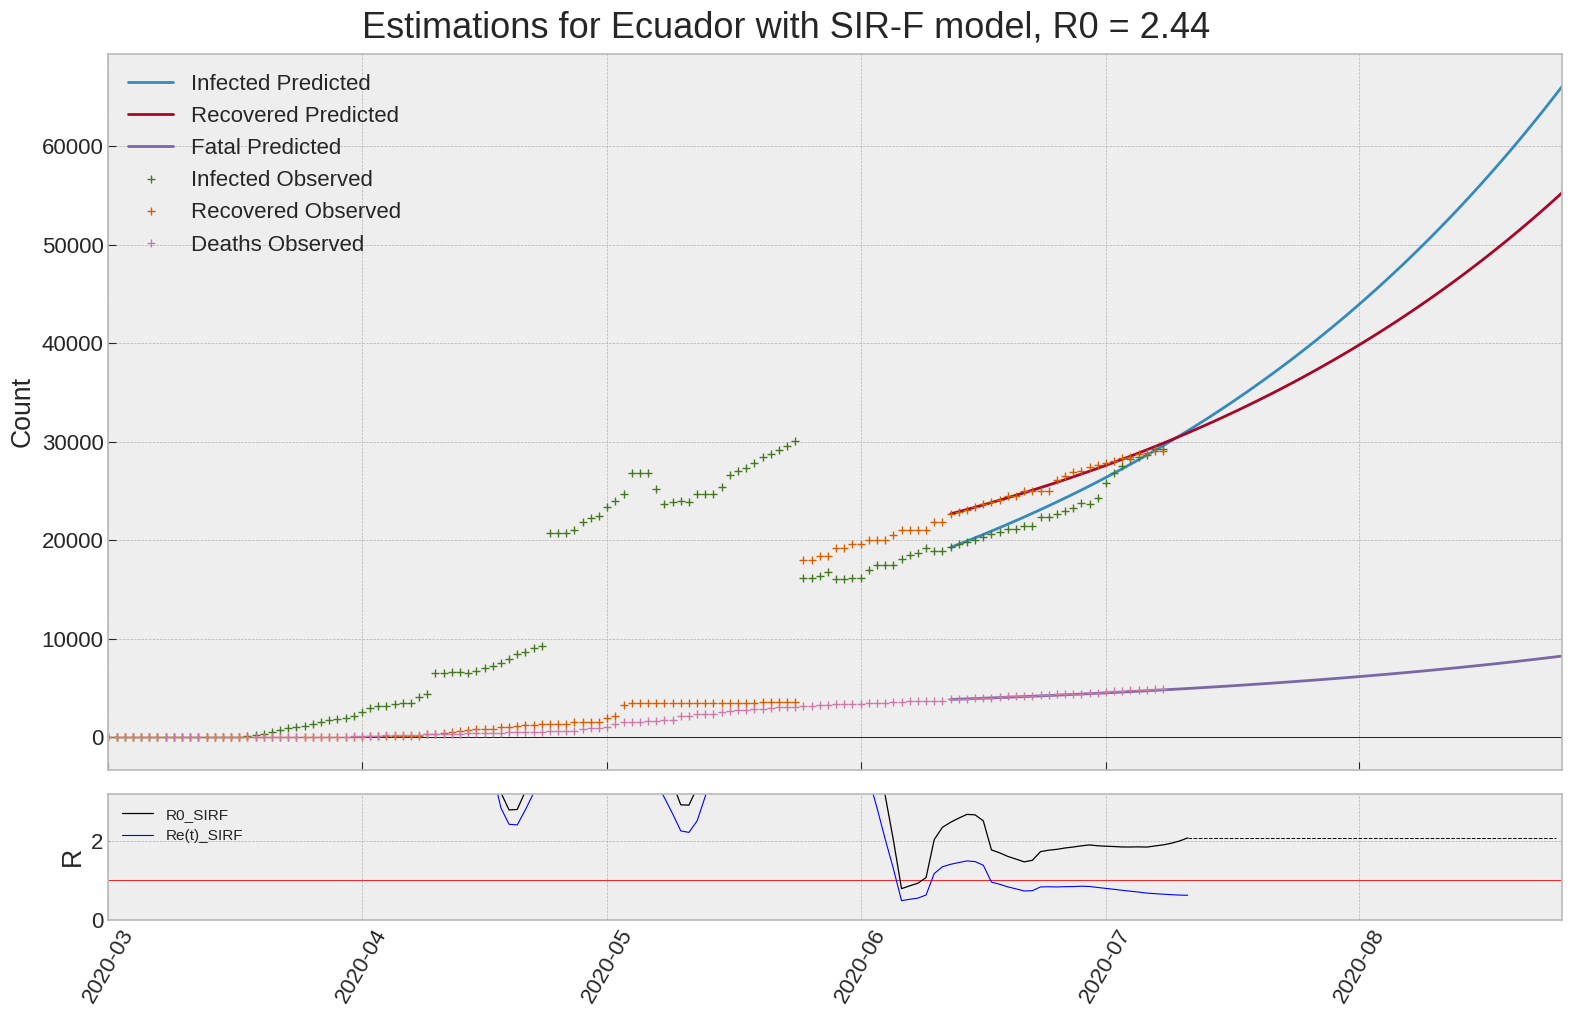 Estimations for Ecuador with SIR-F model, R0 = 2.44
Infected Predicted
Recovered Predicted
Fatal Predicted
Infected Observed
Recovered Observed
Deaths Observed
60000
50000
40000
30000
20000
10000
0
Count
R0_SIRF
Re(t)_SIRF
2
0
R
2020-03
2020-04
2020-05
2020-06
2020-07
2020-08